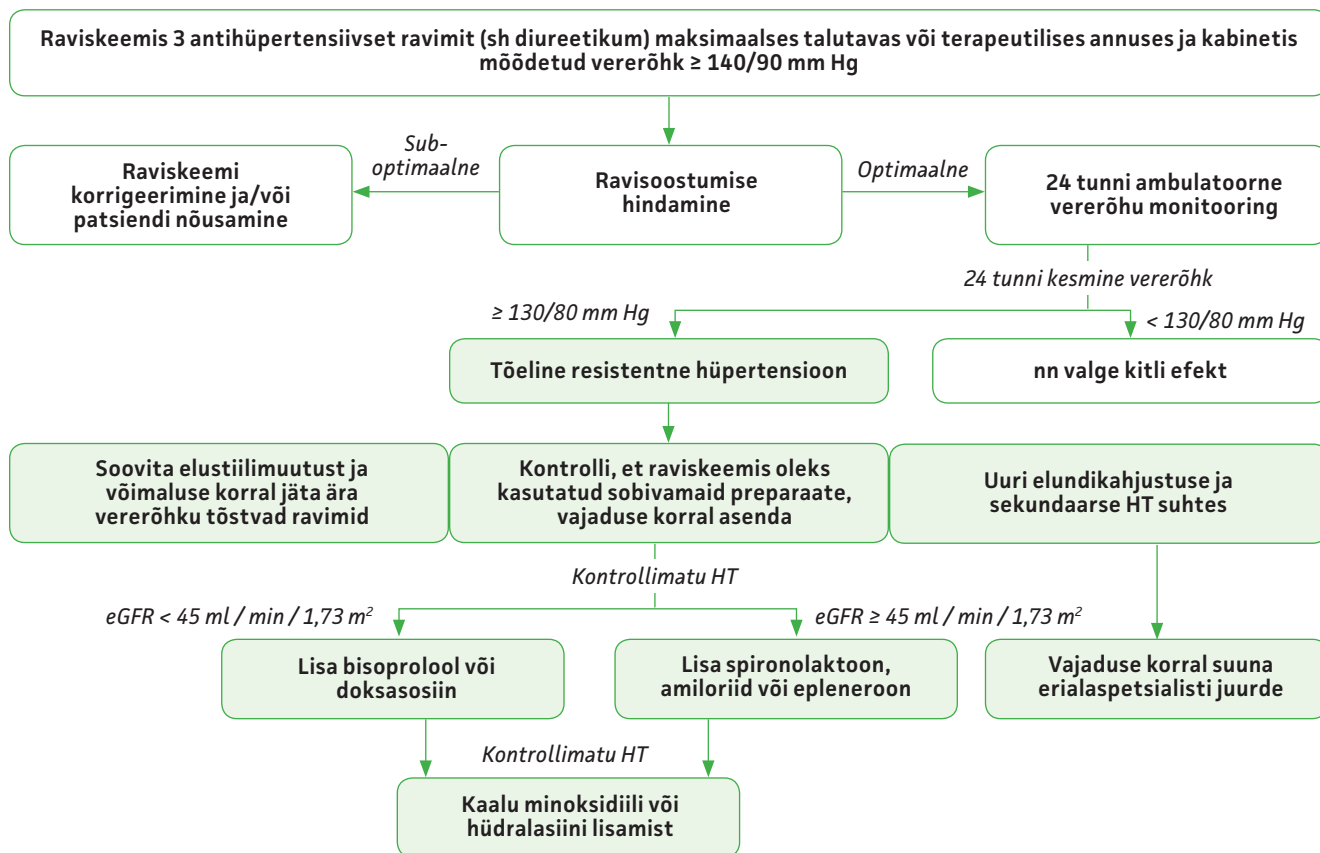 Raviskeemis 3 antihüpertensiivset ravimit (sh diureetikum) maksimaalses talutavas või terapeutilises annuses ja kabinetis
mõõdetud vererõhk ≥ 140/90 mm Hg
Sub-
optimaalne
Optimaalne
Raviskeemi
korrigeerimine ja/või
patsiendi nõusamine
Ravisoostumise
hindamine
24 tunni ambulatoorne
vererõhu monitooring
24 tunni kesmine vererõhk
≥ 130/80 mm Hg
< 130/80 mm Hg
Tõeline resistentne hüpertensioon
nn valge kitli efekt
Soovita elustiilimuutust ja
võimaluse korral jäta ära
vererõhku tõstvad ravimid
Kontrolli, et raviskeemis oleks
kasutatud sobivamaid preparaate,
vajaduse korral asenda
Uuri elundikahjustuse ja
sekundaarse HT suhtes
Kontrollimatu HT
eGFR < 45 ml / min / 1,73 m²
eGFR ≥ 45 ml / min / 1,73 m²
Lisa bisoprolool või
doksasosiin
Lisa spironolaktoon,
amiloriid või epleneroon
Vajaduse korral suuna
erialaspetsialisti juurde
Kontrollimatu HT
Kaalu minoksidiili või
hüdralasiini lisamist